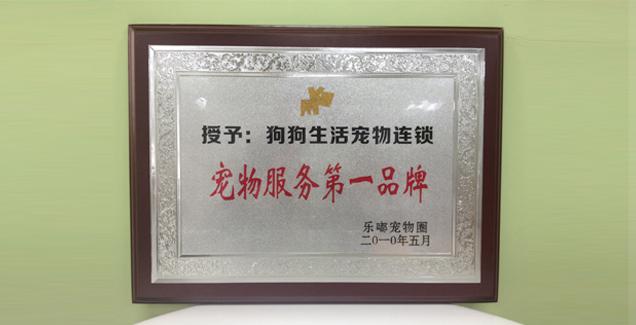 授予：狗狗生活宠物连锁
宠物服务第一品牌
乐嘟宠物圈
二〇一〇年五月